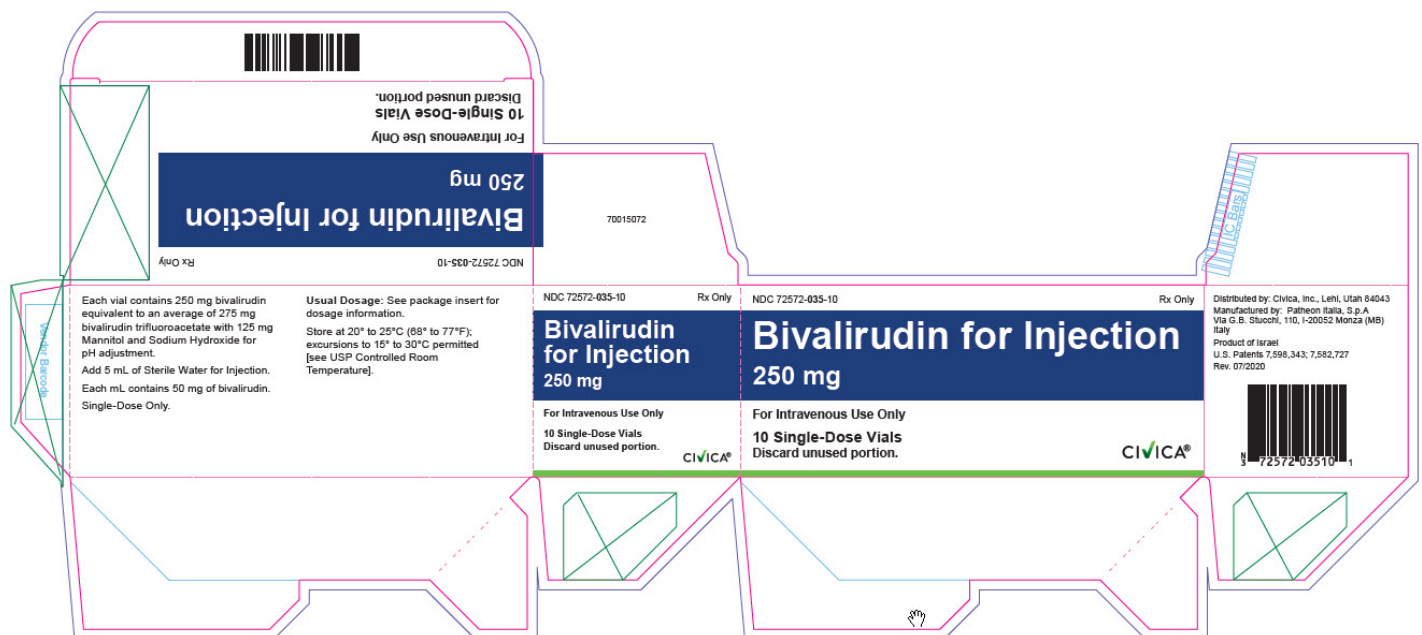 Discard unused portion.
10 Single-Dose Vials
For Intravenous Use Only
250 mg
Bivalirudin for Injection
NDC 72572-035-10 Rx Only
70015072
IC Bars
Vendor Barcode
Each vial contains 250 mg bivalirudin
equivalent to an average of 275 mg
bivalirudin trifluoroacetate with 125 mg
Mannitol and Sodium Hydroxide for
pH adjustment.
Add 5 mL of Sterile Water for Injection.
Each mL contains 50 mg of bivalirudin.
Single-Dose Only.
Usual Dosage: See package insert for
dosage information.
Store at 20° to 25°C (68° to 77°F);
excursions to 15° to 30°C permitted
[see USP Controlled Room
Temperature].
NDC 72572-035-10 Rx Only
Bivalirudin
for Injection
250 mg
For Intravenous Use Only
10 Single-Dose Vials
Discard unused portion.
CIVICA®
NDC 72572-035-10 Rx Only
Bivalirudin for Injection
250 mg
For Intravenous Use Only
10 Single-Dose Vials
Discard unused portion.
CIVICA®
Distributed by: Civica, Inc., Lehi, Utah 84043
Manufactured by: Patheon Italia, S.p.A
Via G.B. Stucchi, 110, I-20052 Monza (MB)
Italy
Product of Israel
U.S. Patents 7,598,343; 7,582,727
Rev. 07/2020
N
3 72572 03510 1